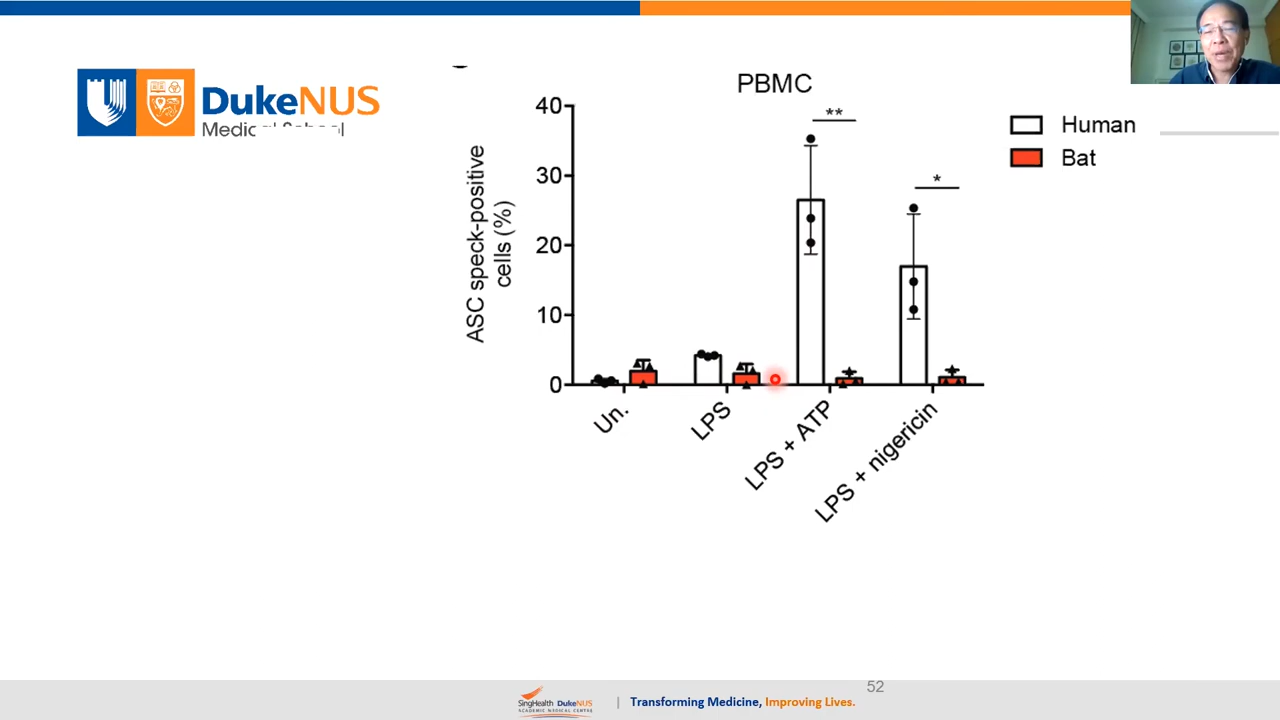 DukeNUS
Medical School
PBMC
ASC speck-positive
cells (%)
40
30
20
10
0
**
*
Human
Bat
Un.
LPS
LPS + ATP
LPS + nigericin
52
SingHealth DukeNUS
ACADEMIC MEDICAL CENTRE
Transforming Medicine, Improving Lives.